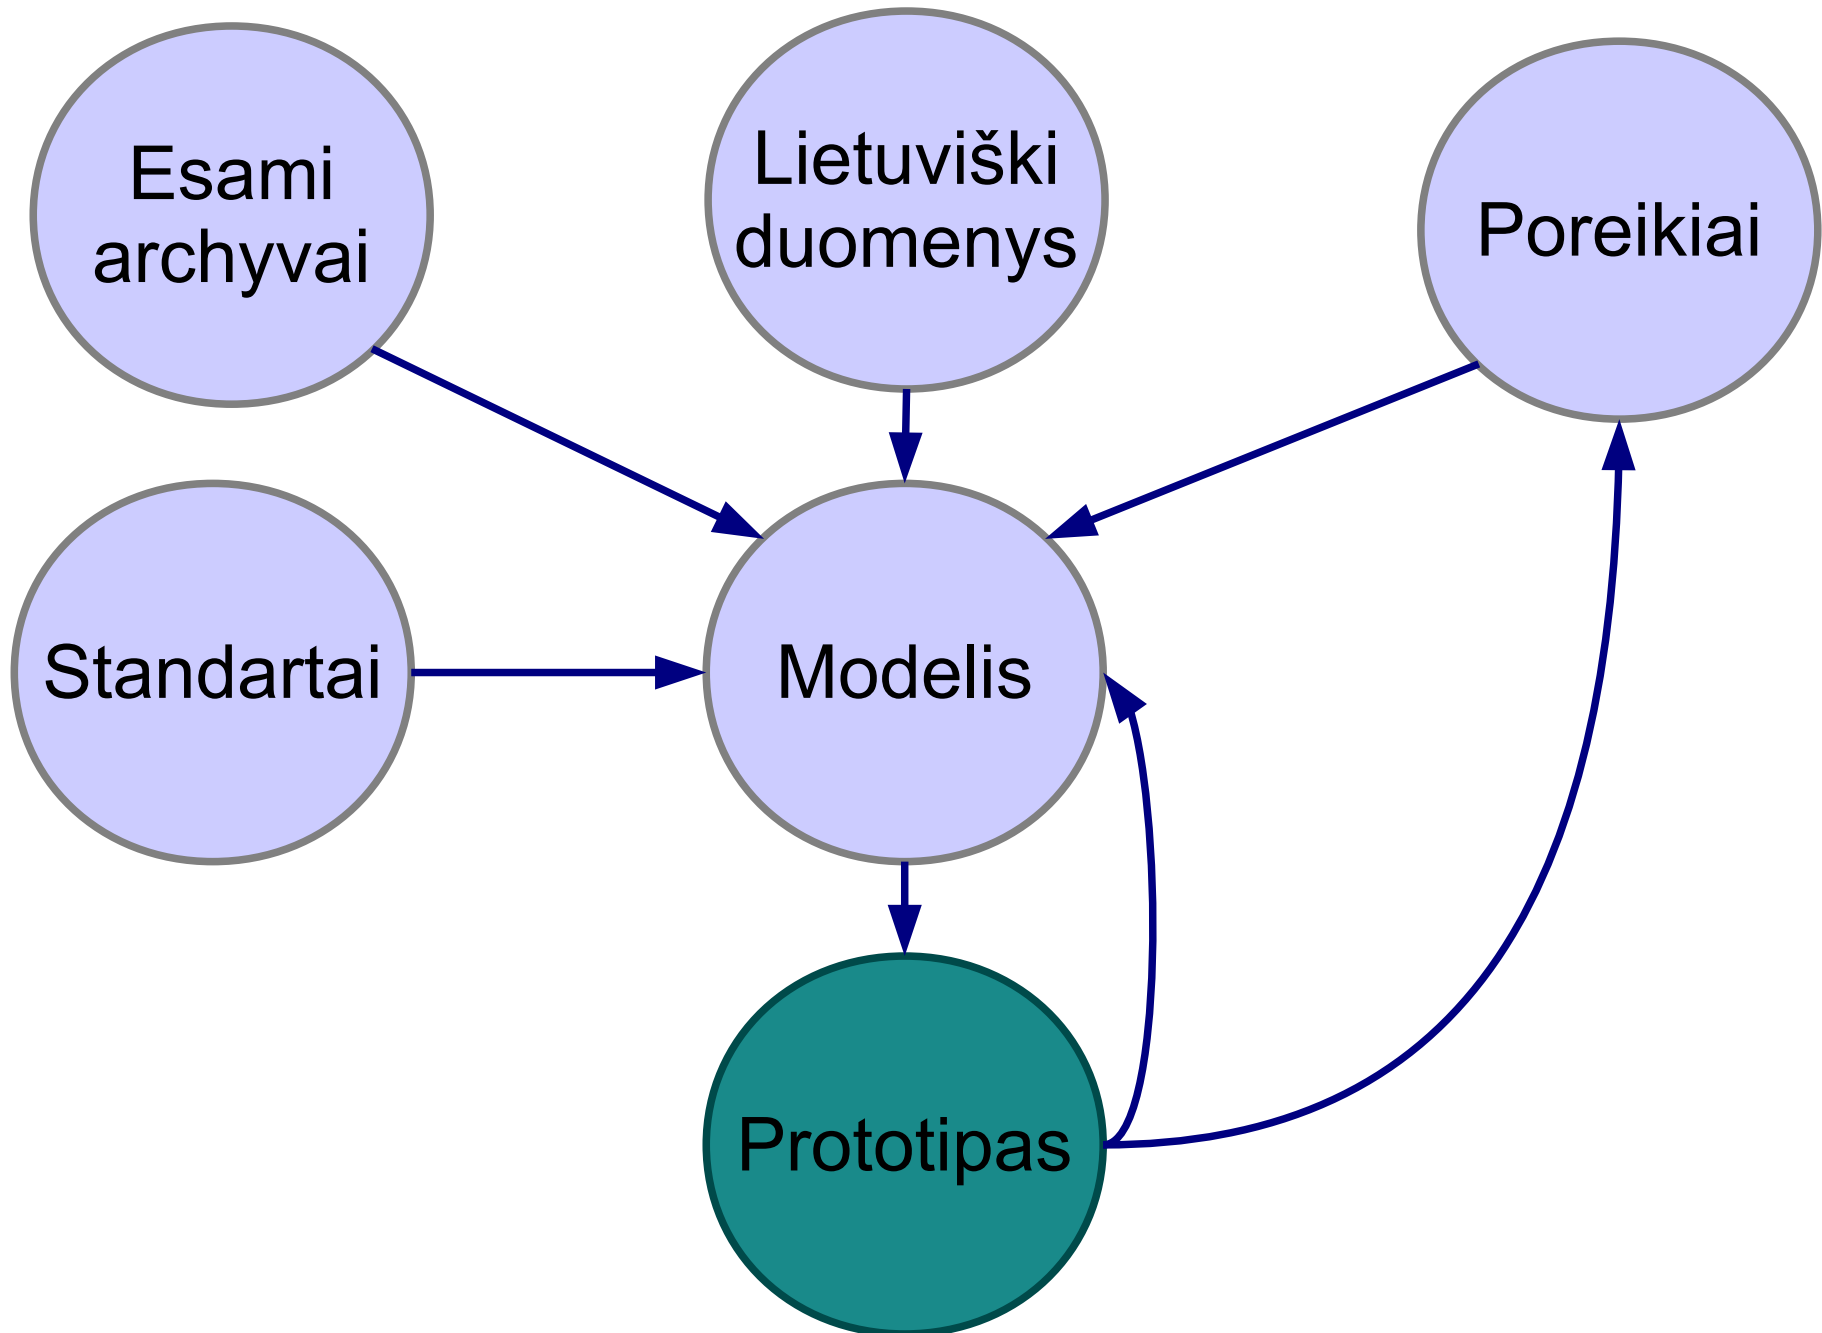 Esami
archyvai
Lietuviški
duomenys
Poreikiai
Standartai
Modelis
Prototipas